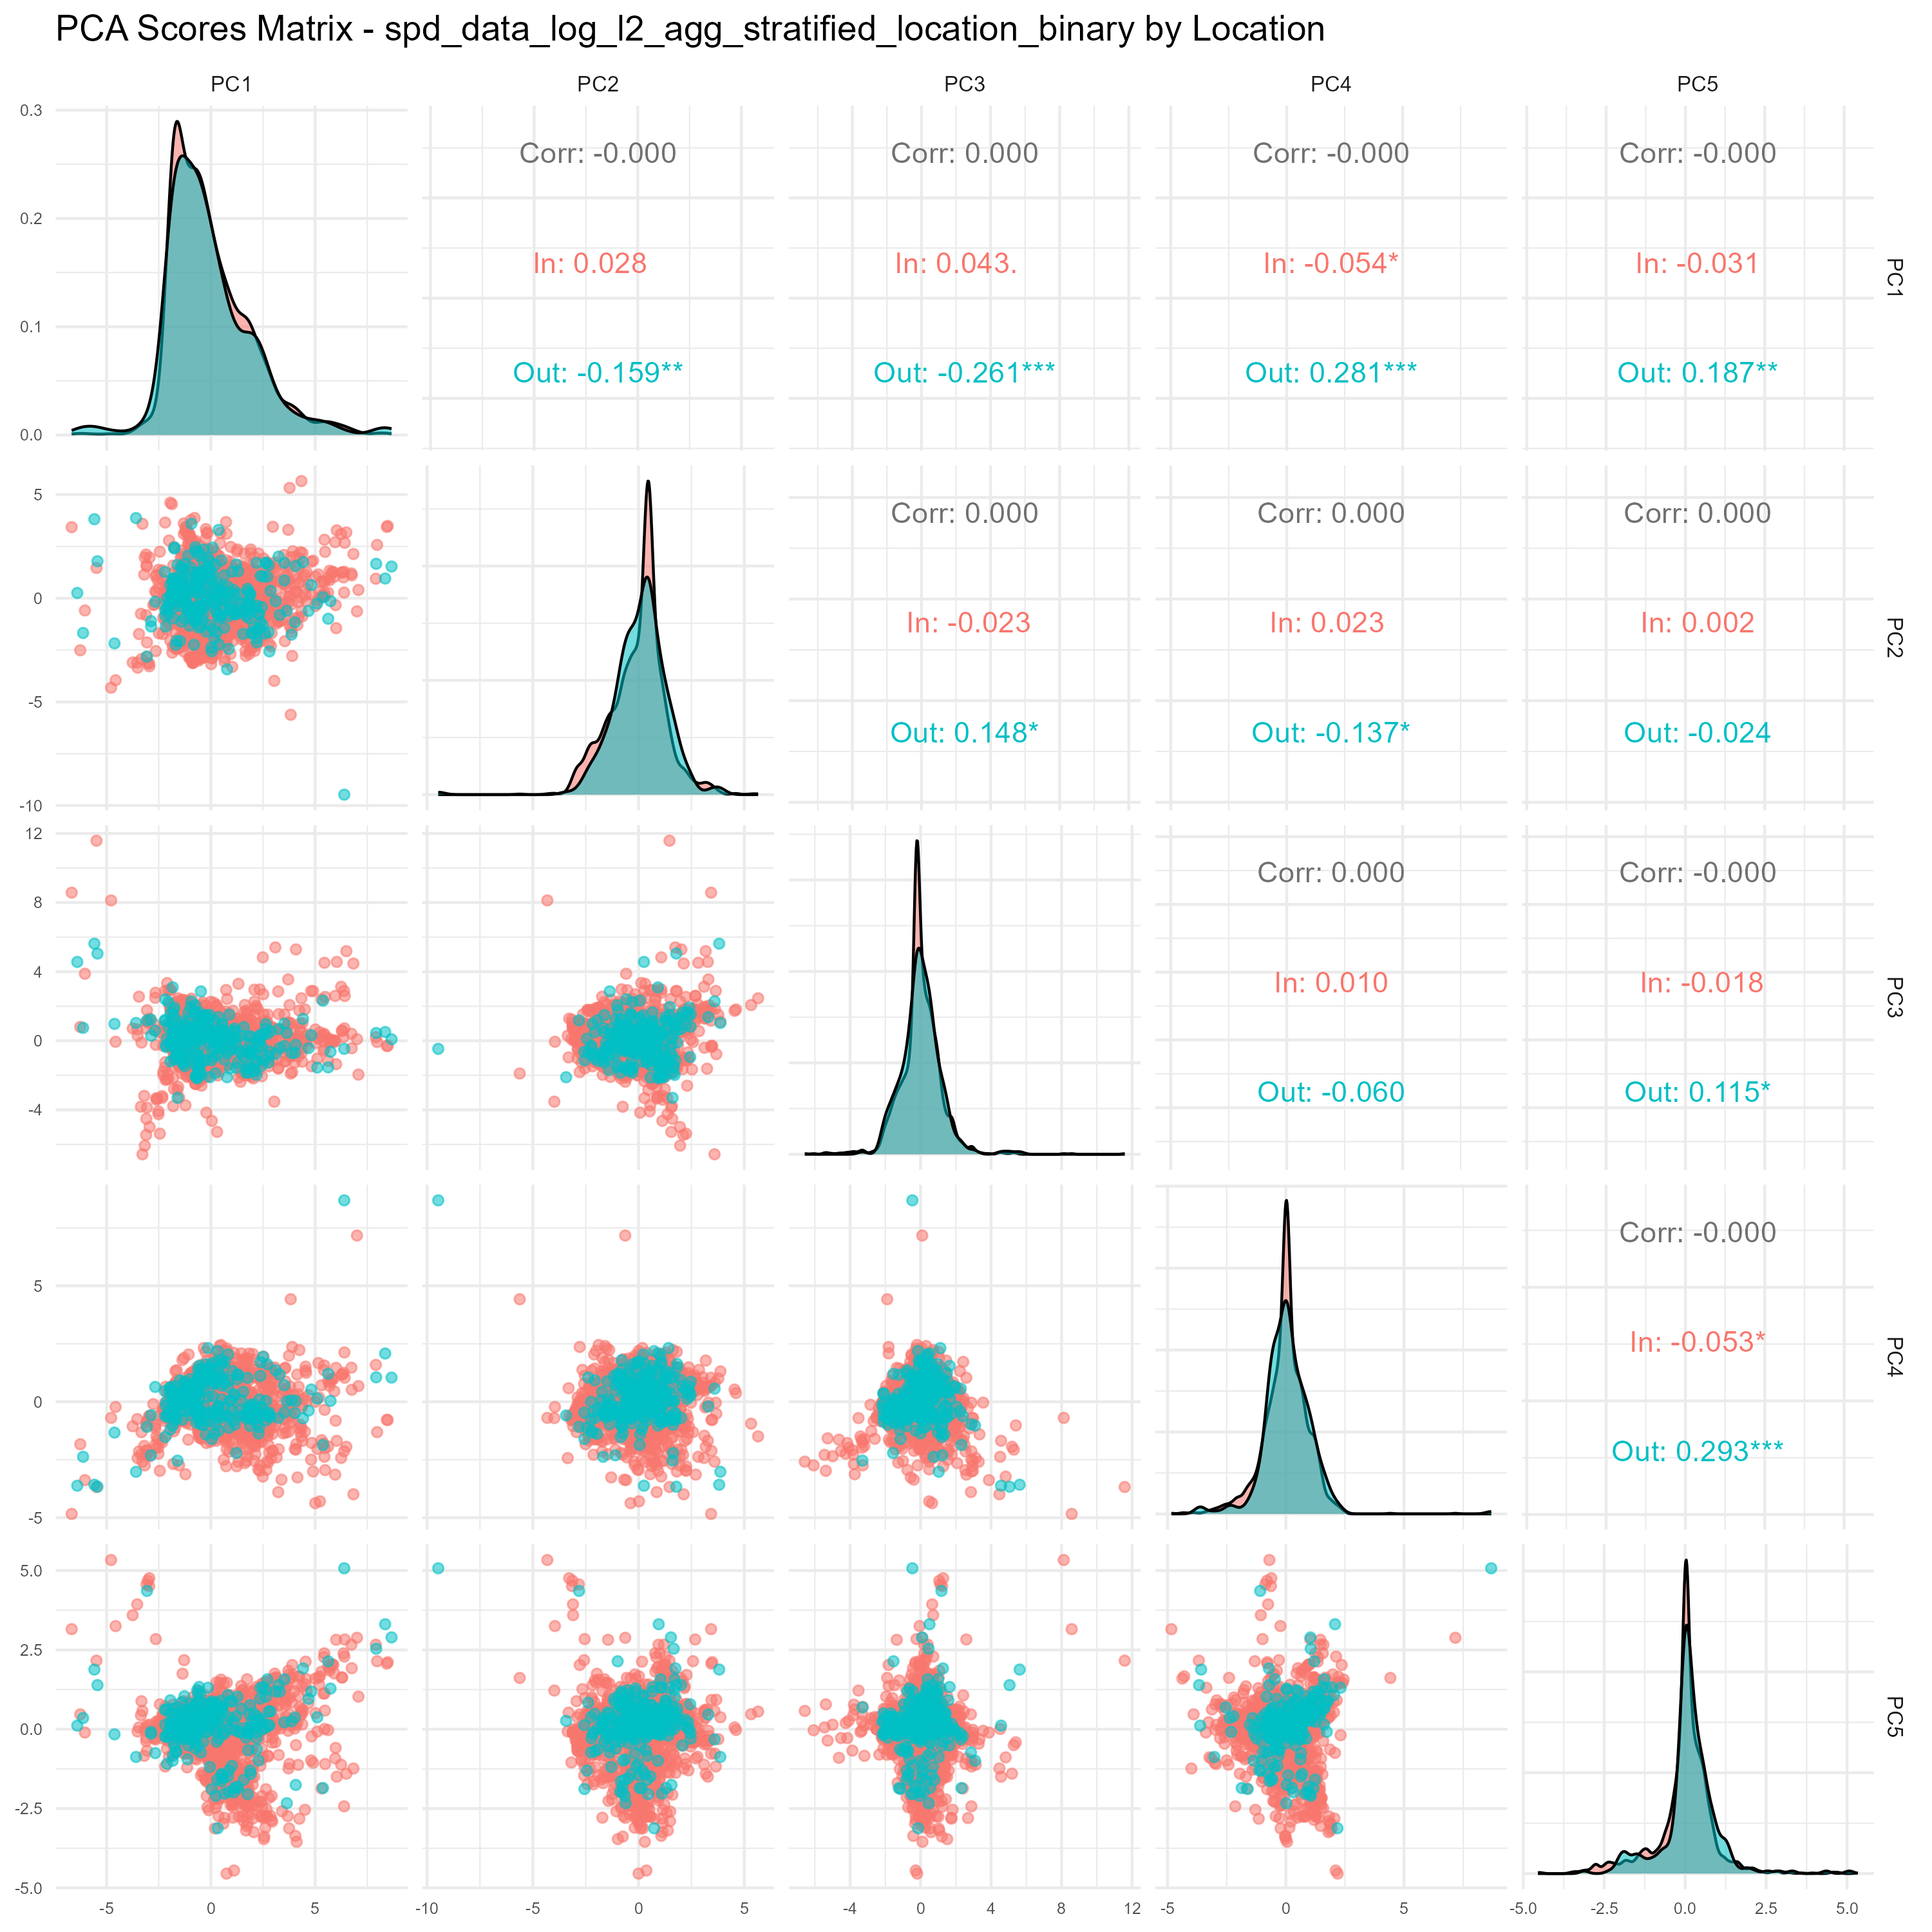 PCA Scores Matrix - spd_data_log_l2_agg_stratified_location_binary by Location
PC1 PC2 PC3 PC4 PC5
0.3
0.2
0.1
0.0
Corr: -0.000
In: 0.028
Out: -0.159**
Corr: 0.000
In: 0.043.
Out: -0.261***
Corr: -0.000
In: -0.054*
Out: 0.281***
Corr: -0.000
In: -0.031
Out: 0.187**
PC1
5
0
-5
-10
Corr: 0.000
In: -0.023
Out: 0.148*
Corr: 0.000
In: 0.023
Out: -0.137*
Corr: 0.000
In: 0.002
Out: -0.024
PC2
12
8
4
0
-4
Corr: 0.000
In: 0.010
Out: -0.060
Corr: -0.000
In: -0.018
Out: 0.115*
PC3
5
0
-5
Corr: -0.000
In: -0.053*
Out: 0.293***
PC4
5.0
2.5
0.0
-2.5
-5.0
PC5
-5 0 5
-10 -5 0 5
-4 0 4 8 12
-5 0 5
-5.0 -2.5 0.0 2.5 5.0